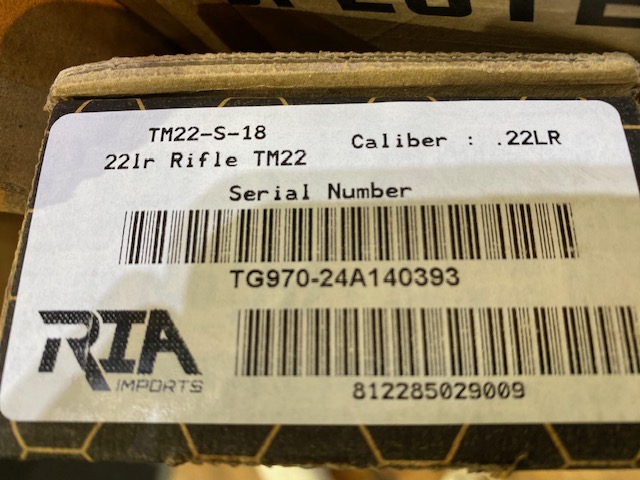 TM22-S-18
22lr Rifle TM22
Caliber : .22LR
Serial Number
TG970-24A140393
RIA
IMPORTS
812285029009